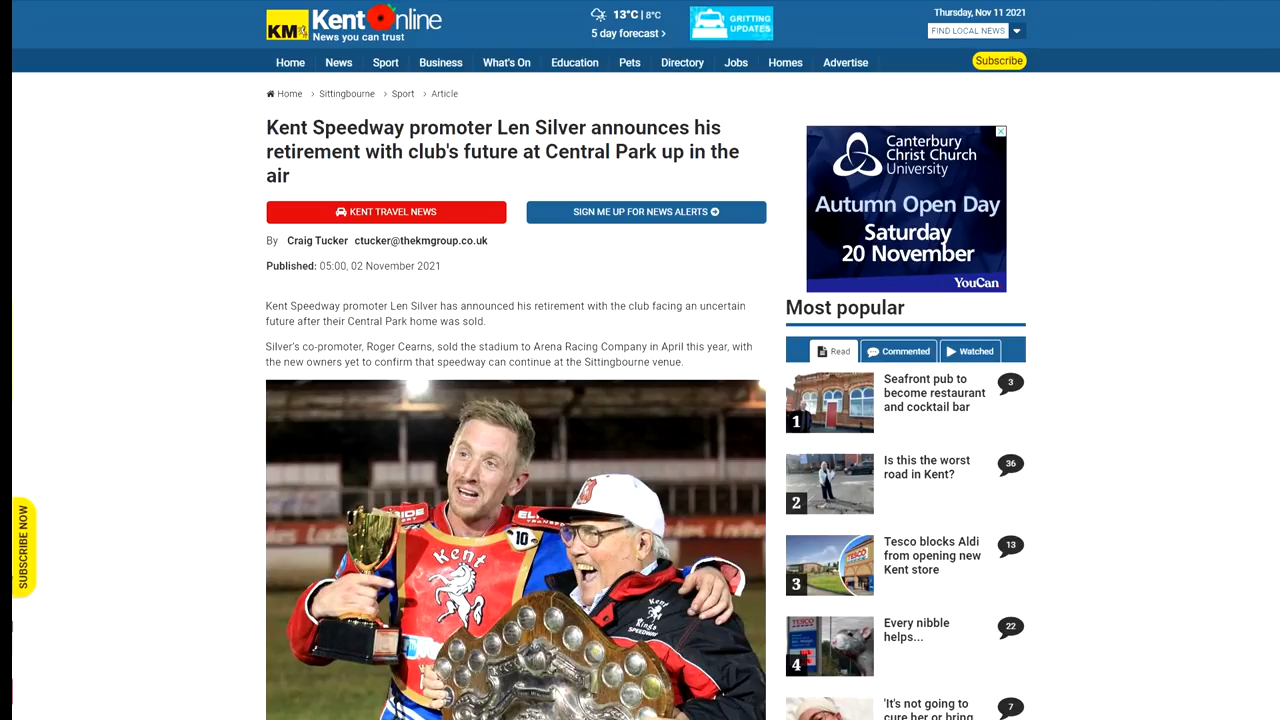 KM
KentOnline
News you can trust
13°C | 8°C
5 day forecast
GRITTING
UPDATES
Thursday, Nov 11 2021
FIND LOCAL NEWS
Home
News
Sport
Business
What's On
Education
Pets
Directory
Jobs
Homes
Advertise
Subscribe
Home > Sittingbourne > Sport > Article
Kent Speedway promoter Len Silver announces his
retirement with club's future at Central Park up in the
air
KENT TRAVEL NEWS
SIGN ME UP FOR NEWS ALERTS
By Craig Tucker ctucker@thekmgroup.co.uk
Published: 05:00, 02 November 2021
Kent Speedway promoter Len Silver has announced his retirement with the club facing an uncertain
future after their Central Park home was sold.
Silver's co-promoter, Roger Cearns, sold the stadium to Arena Racing Company in April this year, with
the new owners yet to confirm that speedway can continue at the Sittingbourne venue.
10
Kent
Kent
Kings
SPEEDWAY
SUBSCRIBE NOW
Canterbury
Christ Church
University
Autumn Open Day
Saturday
20 November
YouCan
Most popular
Read
Commented
Watched
Seafront pub to
become restaurant
and cocktail bar
3
1
Is this the worst
road in Kent?
36
2
Tesco blocks Aldi
from opening new
Kent store
13
TESCO
3
Every nibble
helps...
22
TESCO
4
'It's not going to
cure her or bring
7